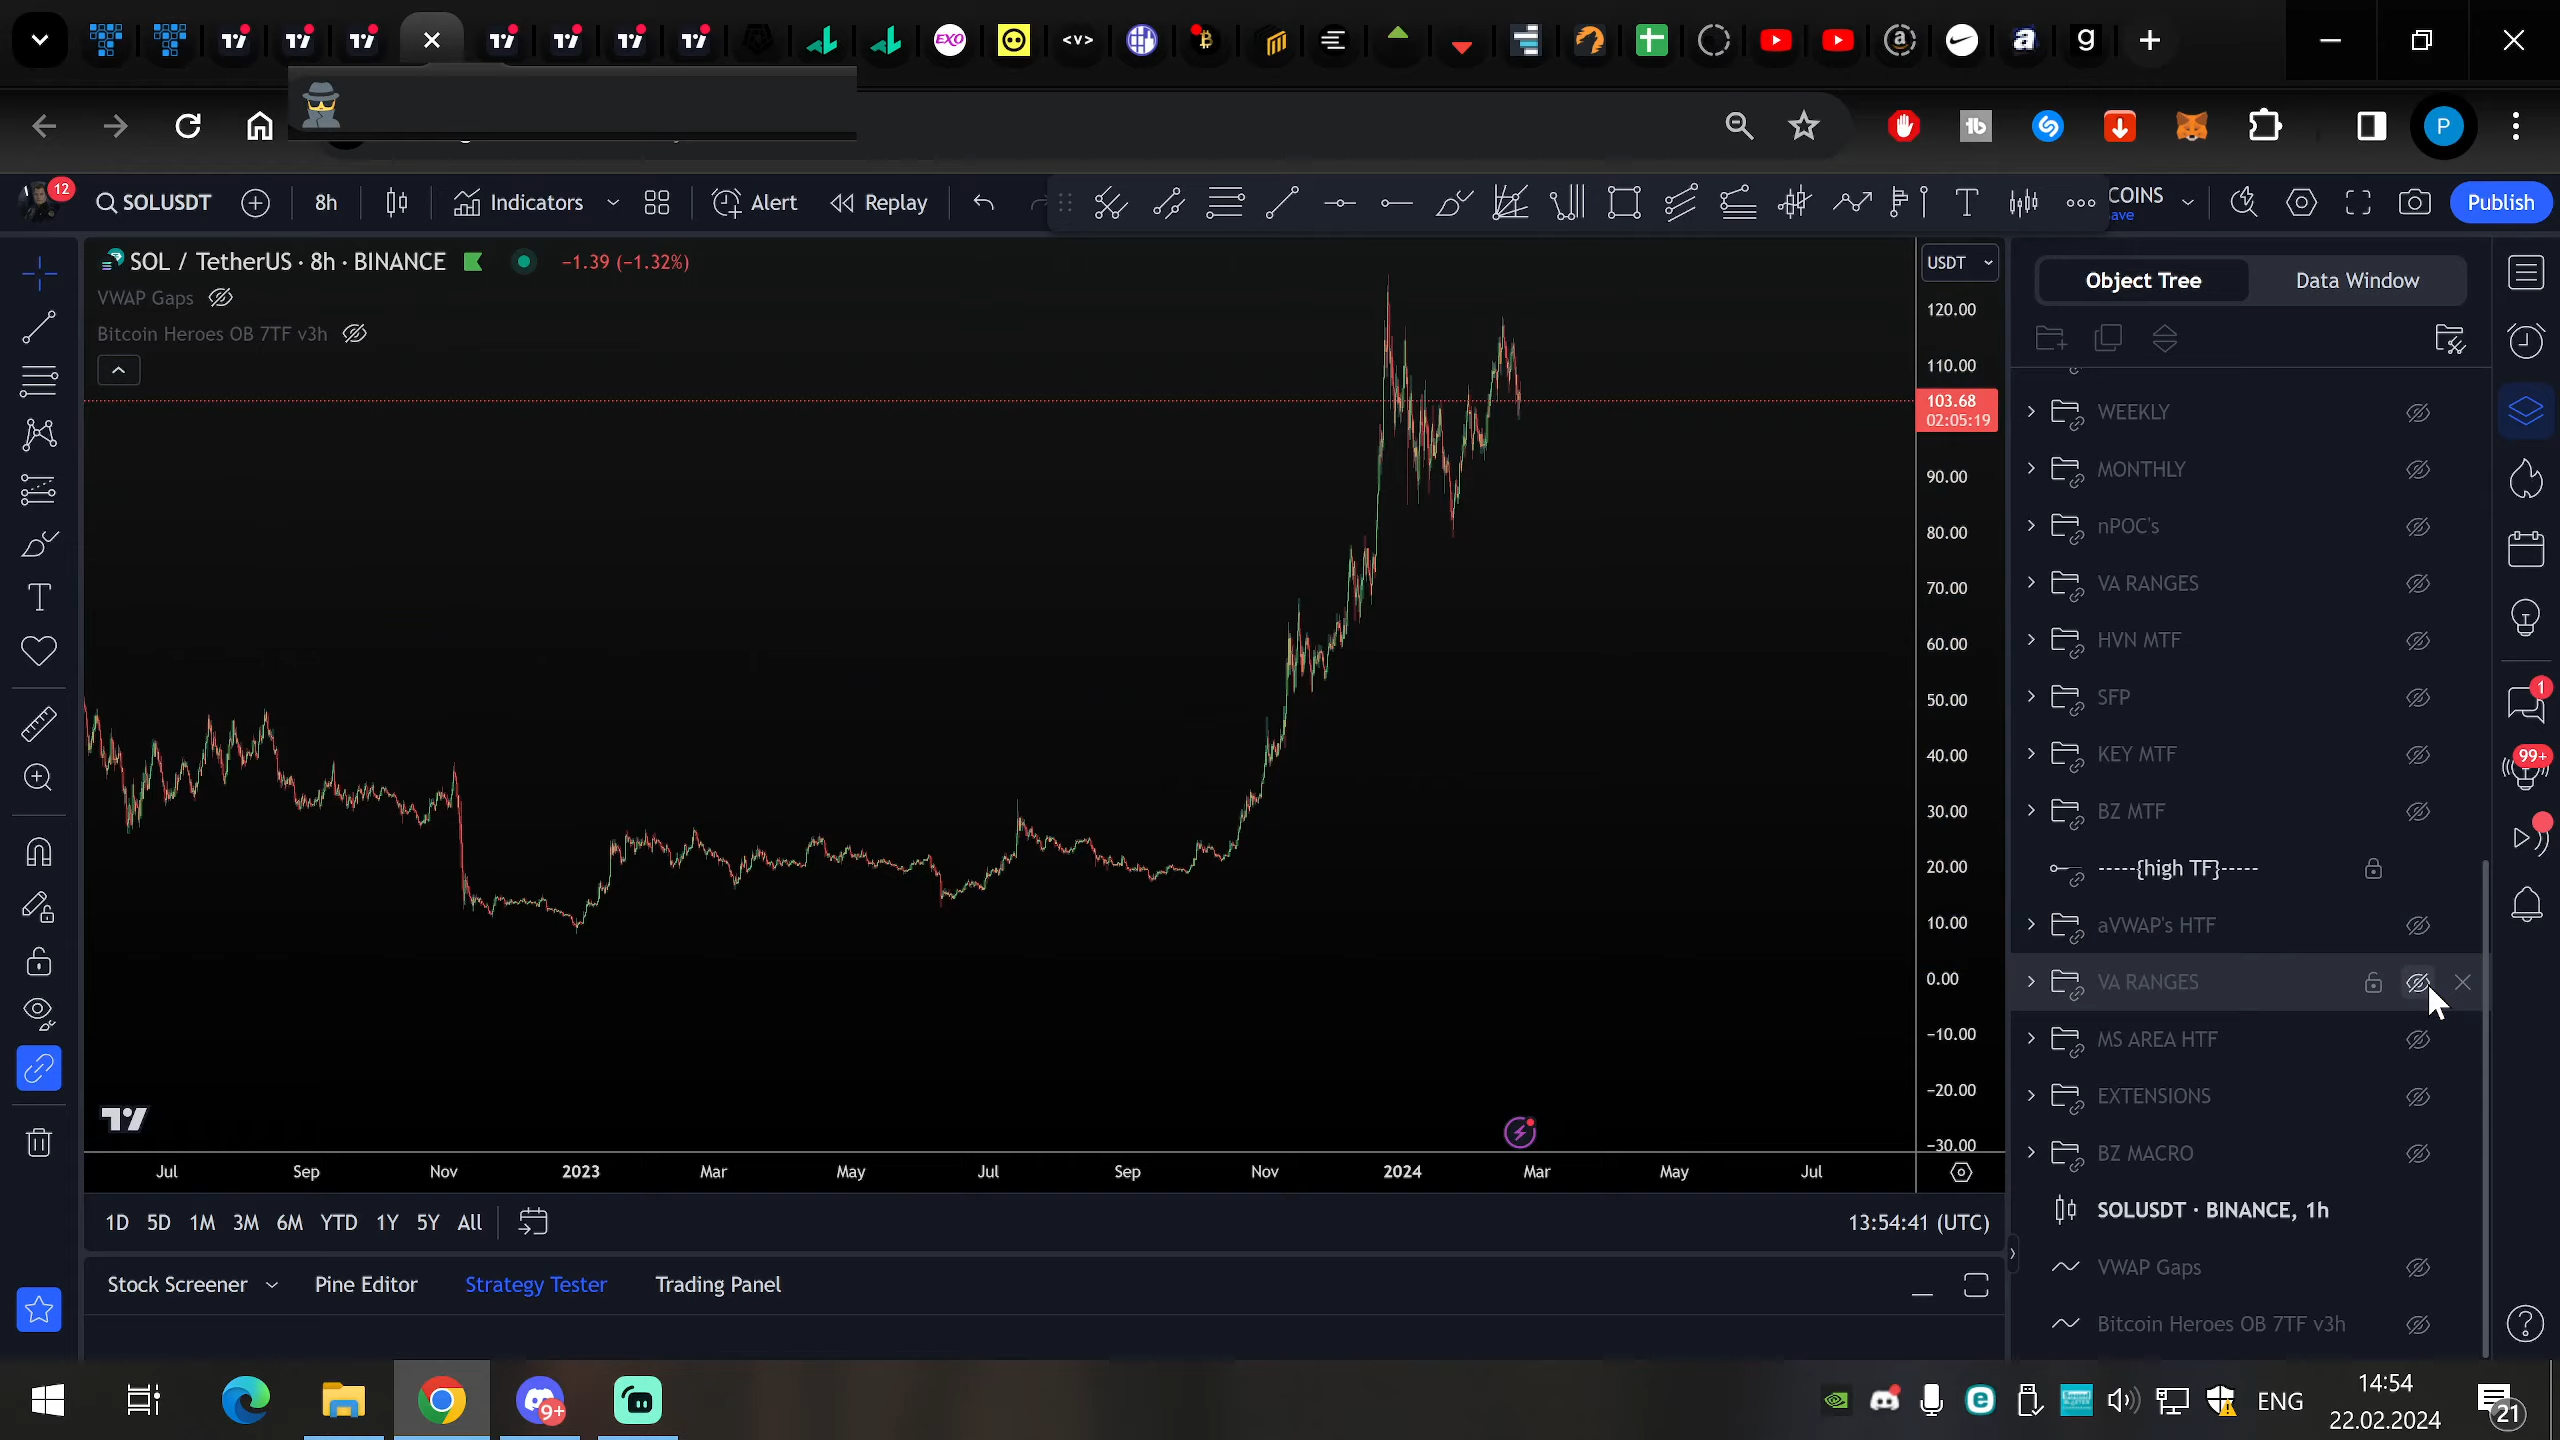 12
SOLUSDT
8h
Indicators
Alert
Replay
COINS
ave
Publish
SOL / TetherUS · 8h · BINANCE
−1.39 (−1.32%)
VWAP Gaps
Bitcoin Heroes OB 7TF v3h
USDT
120.00
110.00
103.68
02:05:19
90.00
80.00
70.00
60.00
50.00
40.00
30.00
20.00
10.00
0.00
−10.00
−20.00
−30.00
Jul
Sep
Nov
2023
Mar
May
Jul
Sep
Nov
2024
Mar
May
Jul
1D
5D
1M
3M
6M
YTD
1Y
5Y
All
13:54:41 (UTC)
Stock Screener
Pine Editor
Strategy Tester
Trading Panel
Object Tree
Data Window
WEEKLY
MONTHLY
nPOC's
VA RANGES
HVN MTF
SFP
KEY MTF
BZ MTF
-----{high TF}-----
aVWAP's HTF
VA RANGES
MS AREA HTF
EXTENSIONS
BZ MACRO
SOLUSDT · BINANCE, 1h
VWAP Gaps
Bitcoin Heroes OB 7TF v3h
1
99+
9+
ENG
14:54
22.02.2024
21